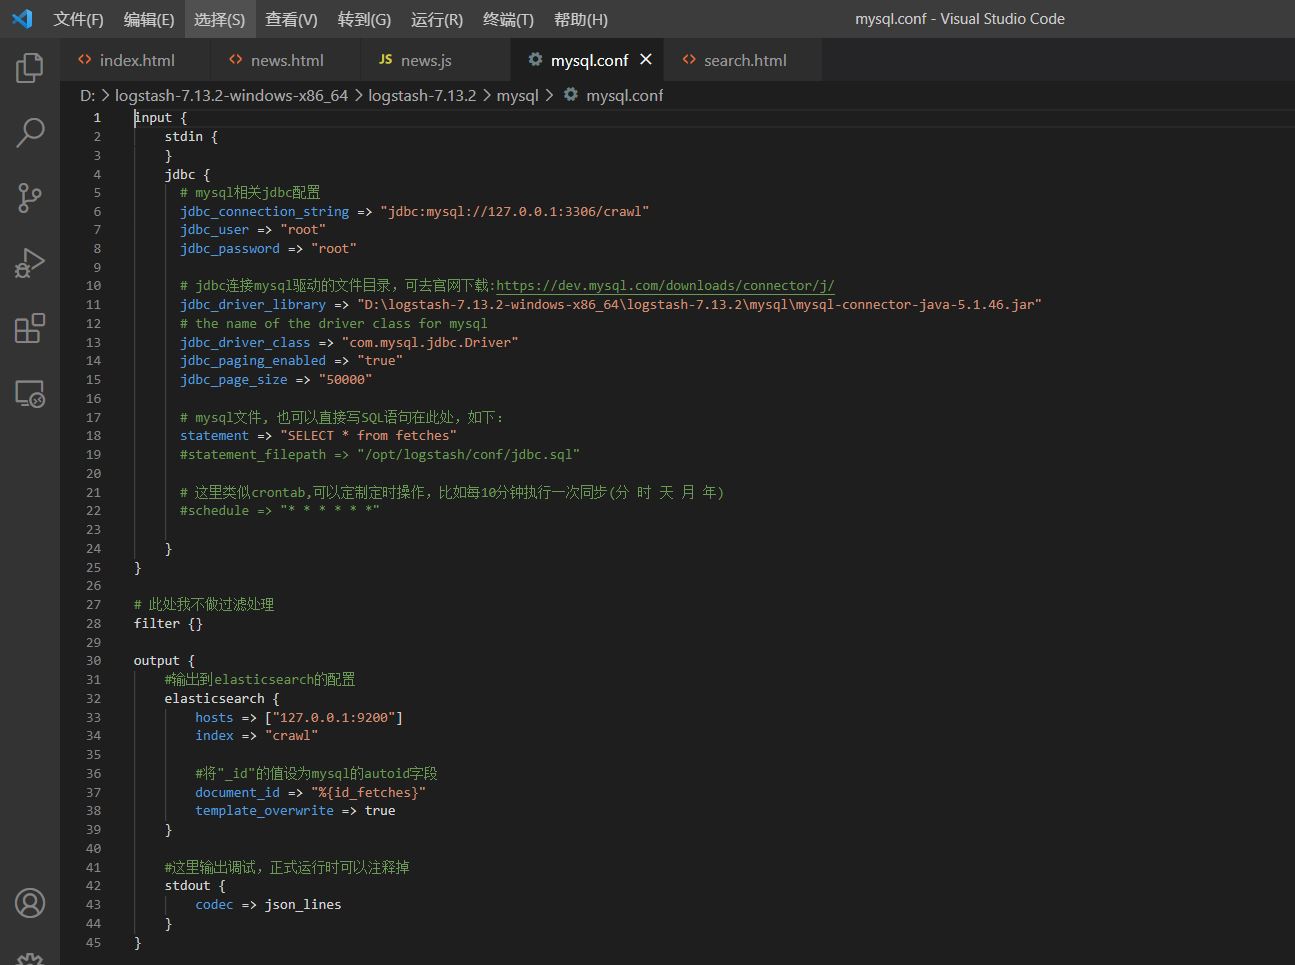 文件(F) 编辑(E) 选择(S) 查看(V) 转到(G) 运行(R) 终端(T) 帮助(H) mysql.conf - Visual Studio Code
index.html news.html JS news.js mysql.conf search.html
D: > logstash-7.13.2-windows-x86_64 > logstash-7.13.2 > mysql > mysql.conf
1 input {
2 stdin {
3 }
4 jdbc {
5 # mysql相关jdbc配置
6 jdbc_connection_string => "jdbc:mysql://127.0.0.1:3306/crawl"
7 jdbc_user => "root"
8 jdbc_password => "root"
9
10 # jdbc连接mysql驱动的文件目录，可去官网下载:https://dev.mysql.com/downloads/connector/j/
11 jdbc_driver_library => "D:\logstash-7.13.2-windows-x86_64\logstash-7.13.2\mysql\mysql-connector-java-5.1.46.jar"
12 # the name of the driver class for mysql
13 jdbc_driver_class => "com.mysql.jdbc.Driver"
14 jdbc_paging_enabled => "true"
15 jdbc_page_size => "50000"
16
17 # mysql文件, 也可以直接写SQL语句在此处，如下：
18 statement => "SELECT * from fetches"
19 #statement_filepath => "/opt/logstash/conf/jdbc.sql"
20
21 # 这里类似crontab,可以定制定时操作，比如每10分钟执行一次同步(分 时 天 月 年)
22 #schedule => "* * * * * *"
23
24 }
25 }
26
27 # 此处我不做过滤处理
28 filter {}
29
30 output {
31 #输出到elasticsearch的配置
32 elasticsearch {
33 hosts => ["127.0.0.1:9200"]
34 index => "crawl"
35
36 #将"_id"的值设为mysql的autoid字段
37 document_id => "%{id_fetches}"
38 template_overwrite => true
39 }
40
41 #这里输出调试，正式运行时可以注释掉
42 stdout {
43 codec => json_lines
44 }
45 }